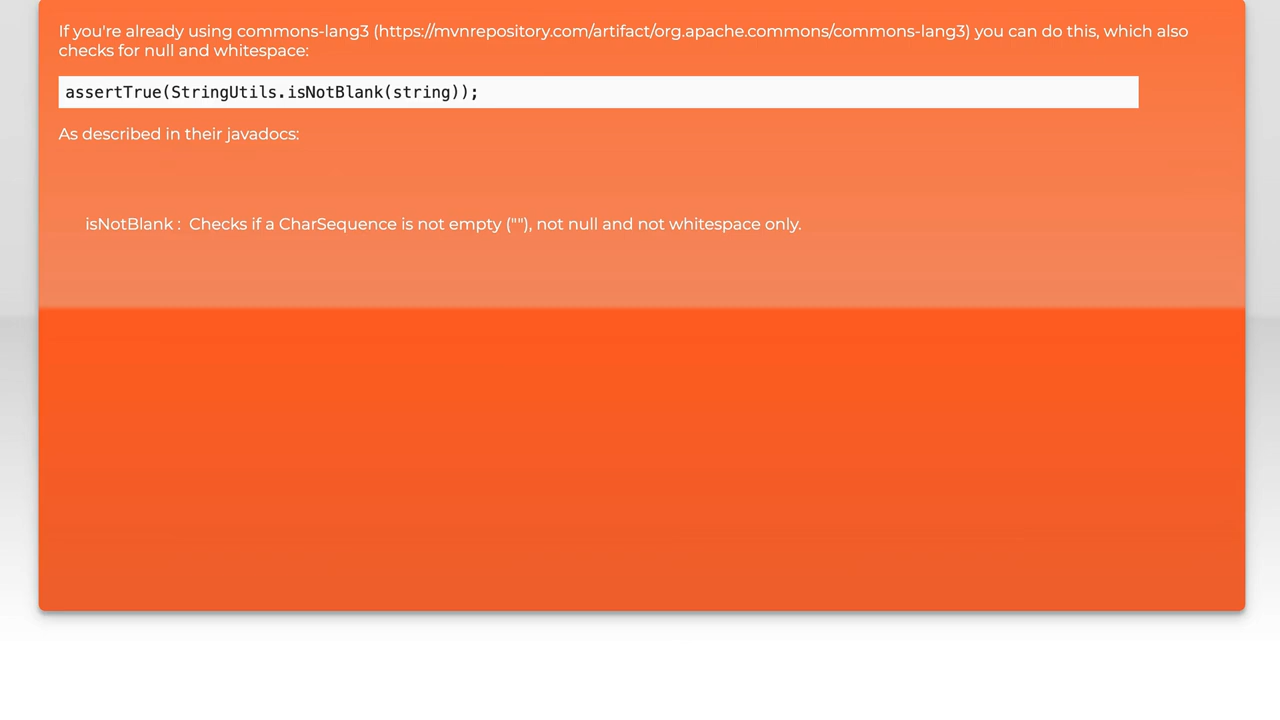 If you're already using commons-lang3 (https://mvnrepository.com/artifact/org.apache.commons/commons-lang3) you can do this, which also
checks for null and whitespace:
assertTrue(StringUtils.isNotBlank(string));
As described in their javadocs:
isNotBlank :  Checks if a CharSequence is not empty (""), not null and not whitespace only.